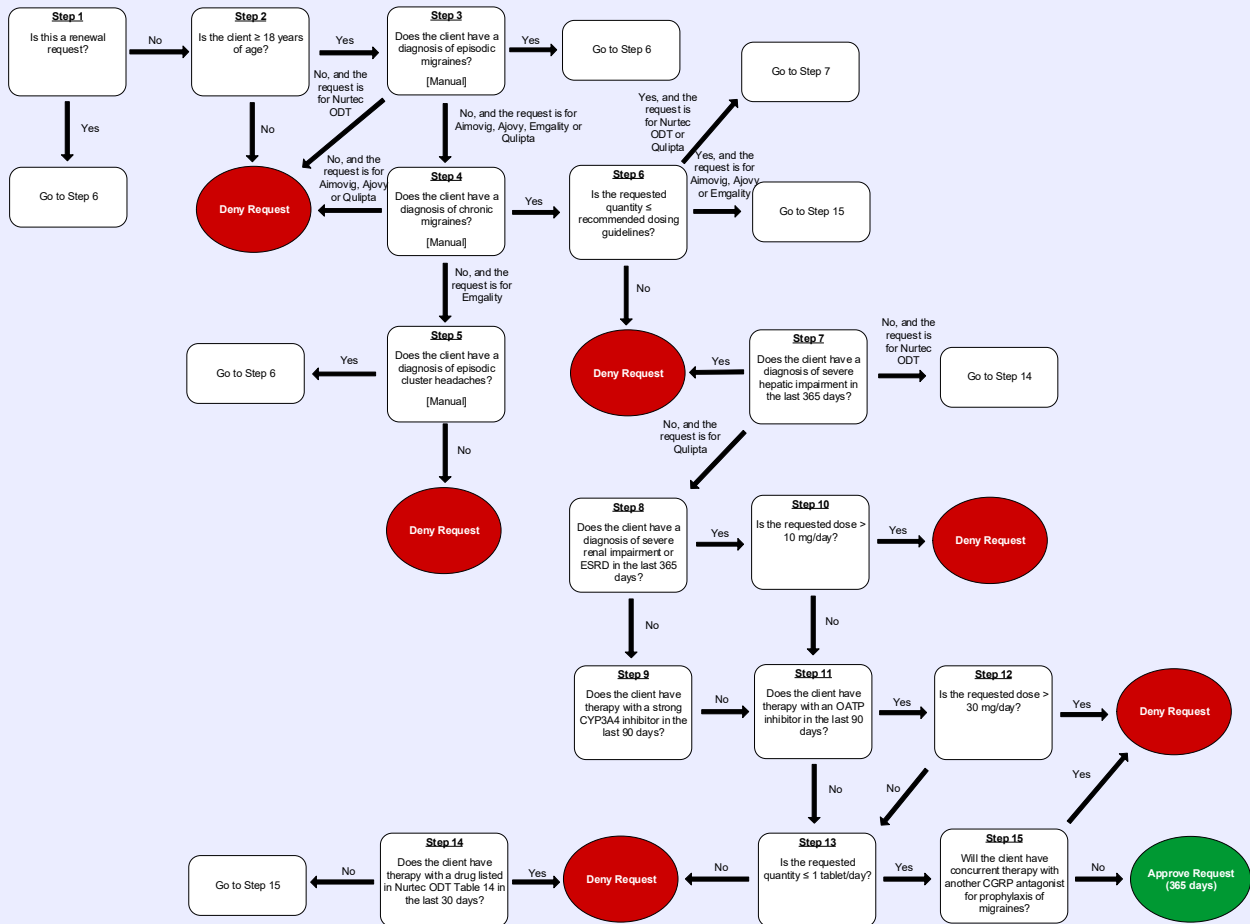 Step 1
Is this a renewal
request?
No
Step 2
Is the client ≥ 18 years
of age?
Yes
Step 3
Does the client have a
diagnosis of episodic
migraines?
[Manual]
Yes
Go to Step 6
Go to Step 7
No, and the
request is
for Nurtec
ODT
Yes
No
No, and the request is for
Aimovig, Ajovy, Emgality or
Qulipta
Yes, and the
request is
for Nurtec
ODT or
Qulipta
Go to Step 6
Deny Request
No, and the
request is for
Aimovig, Ajovy
or Qulipta
Step 4
Does the client have a
diagnosis of chronic
migraines?
[Manual]
Yes
Step 6
Is the requested
quantity ≤
recommended dosing
guidelines?
Yes, and the
request is for
Aimovig, Ajovy
or Emgality
Go to Step 15
No, and the
request is for
Emgality
No
Go to Step 6
Yes
Step 5
Does the client have a
diagnosis of episodic
cluster headaches?
[Manual]
Deny Request
Yes
Step 7
Does the client have a
diagnosis of severe
hepatic impairment in
the last 365 days?
No, and the
request is
for Nurtec
ODT
Go to Step 14
No
No, and the
request is for
Qulipta
Deny Request
Step 8
Does the client have a
diagnosis of severe
renal impairment or
ESRD in the last 365
days?
Yes
Step 10
Is the requested dose >
10 mg/day?
Yes
Deny Request
No
No
Step 9
Does the client have
therapy with a strong
CYP3A4 inhibitor in the
last 90 days?
No
Step 11
Does the client have
therapy with an OATP
inhibitor in the last 90
days?
Yes
Step 12
Is the requested dose >
30 mg/day?
Yes
Deny Request
No
No
Yes
Go to Step 15
No
Step 14
Does the client have
therapy with a drug listed
in Nurtec ODT Table 14 in
the last 30 days?
Yes
Deny Request
No
Step 13
Is the requested
quantity ≤ 1 tablet/day?
Yes
Step 15
Will the client have
concurrent therapy with
another CGRP antagonist
for prophylaxis of
migraines?
No
Approve Request
(365 days)